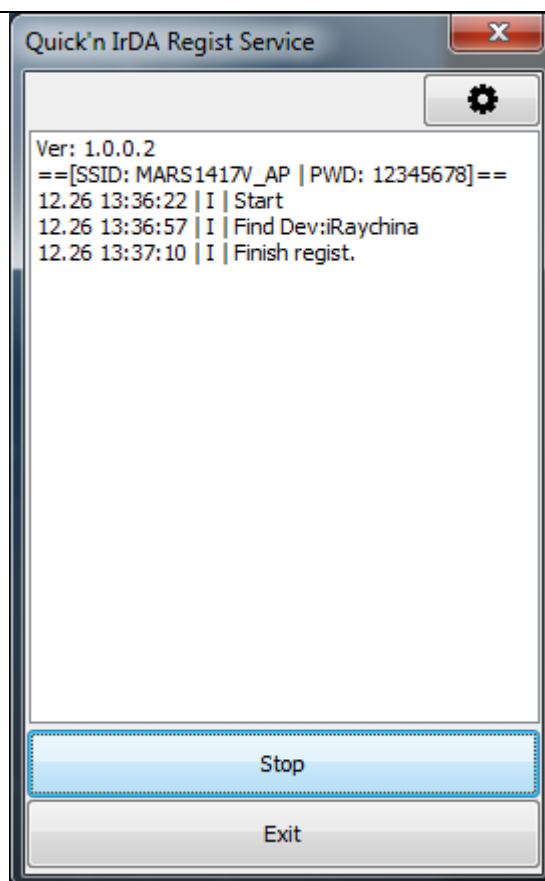 Quick'n IrDA Regist Service
Ver: 1.0.0.2
==[SSID: MARS1417V_AP | PWD: 12345678]==
12.26 13:36:22 | I | Start
12.26 13:36:57 | I | Find Dev:iRaychina
12.26 13:37:10 | I | Finish regist.
Stop
Exit